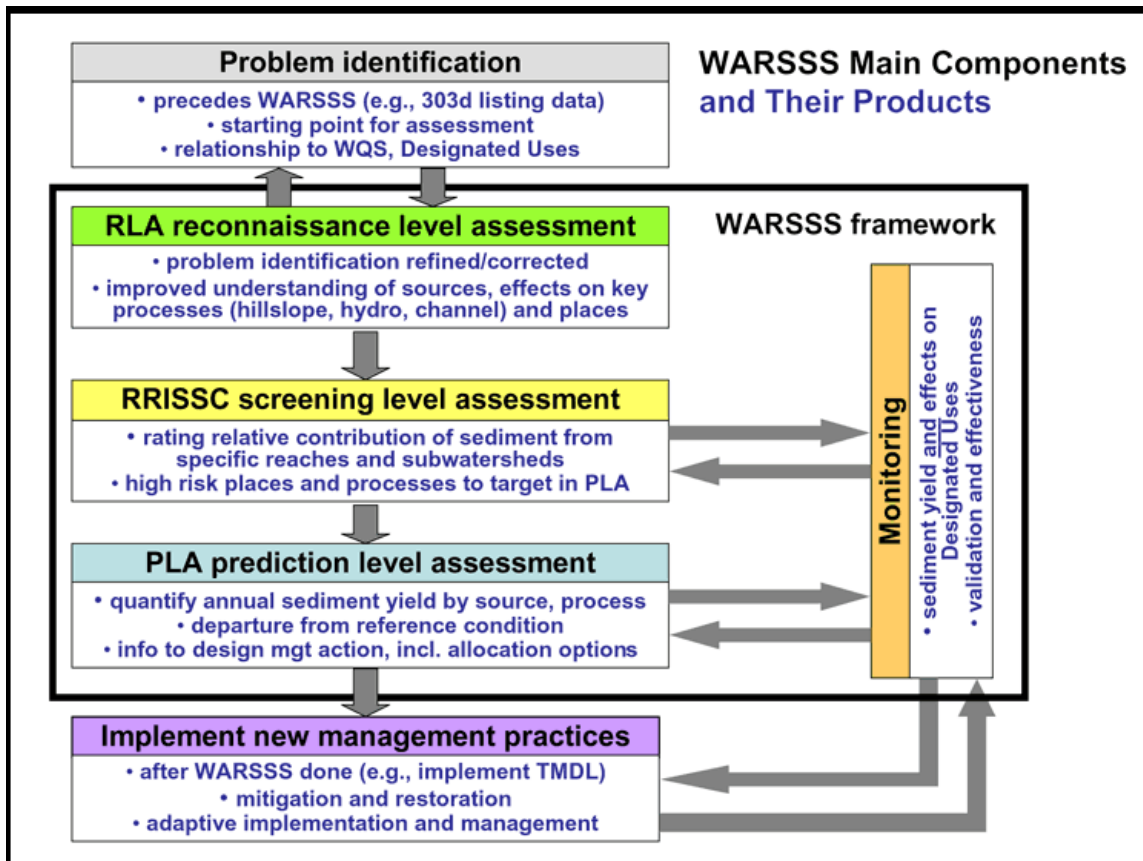 WARSSS Main Components
and Their Products
Problem identification
• precedes WARSSS (e.g., 303d listing data)
• starting point for assessment
• relationship to WQS, Designated Uses
WARSSS framework
RLA reconnaissance level assessment
• problem identification refined/corrected
• improved understanding of sources, effects on key
processes (hillslope, hydro, channel) and places
RRISSC screening level assessment
• rating relative contribution of sediment from
specific reaches and subwatersheds
• high risk places and processes to target in PLA
PLA prediction level assessment
• quantify annual sediment yield by source, process
• departure from reference condition
• info to design mgt action, incl. allocation options
Monitoring
• sediment yield and effects on
Designated Uses
• validation and effectiveness
Implement new management practices
• after WARSSS done (e.g., implement TMDL)
• mitigation and restoration
• adaptive implementation and management